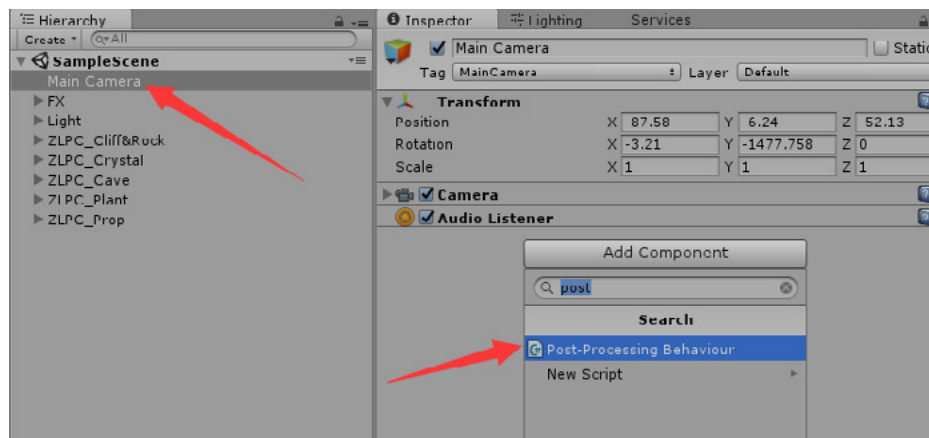 Hierarchy
Create
All
SampleScene
Main Camera
FX
Light
ZLPC_Cliff&Rock
ZLPC_Crystal
ZLPC_Cave
ZLPC_Plant
ZLPC_Prop
Inspector Lighting Services
Main Camera Static
Tag MainCamera Layer Default
Transform
Position X 87.58 Y 6.24 Z 52.13
Rotation X -3.21 Y -1477.758 Z 0
Scale X 1 Y 1 Z 1
Camera
Audio Listener
Add Component
post
Search
Post-Processing Behaviour
New Script